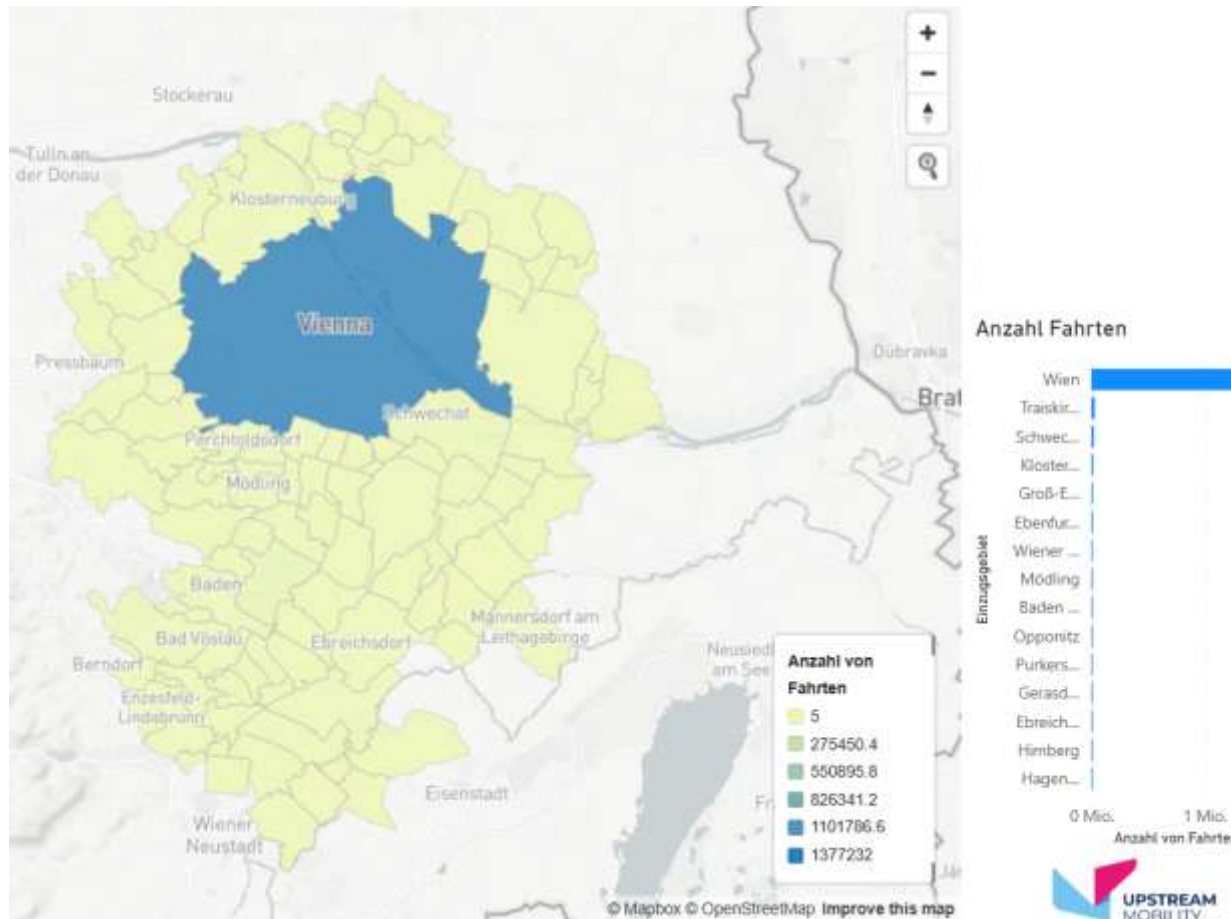 Stockerau
Tulln an
der Donau
Klosterneuburg
Vienna
Pressbaum
Dúbravka
Brat
Schwechat
Perchtoldsdorf
Mödling
Baden
Mannersdorf am
Leithagebirge
Bad Vöslau
Ebreichsdorf
Berndorf
Enzesfeld-
Lindabrunn
Neusiedl
am See
Eisenstadt
Wiener
Neustadt
Anzahl von
Fahrten
5
275450.4
550895.8
826341.2
1101786.6
1377232
© Mapbox © OpenStreetMap Improve this map
Anzahl Fahrten
Einzugsgebiet
Wien
Traiskir...
Schwec...
Kloster...
Groß-E...
Ebenfur...
Wiener ...
Mödling
Baden ...
Opponitz
Purkers...
Gerasd...
Ebreich...
Himberg
Hagen...
0 Mio.
1 Mio.
Anzahl von Fahrte
UPSTREAM
MOBILITY